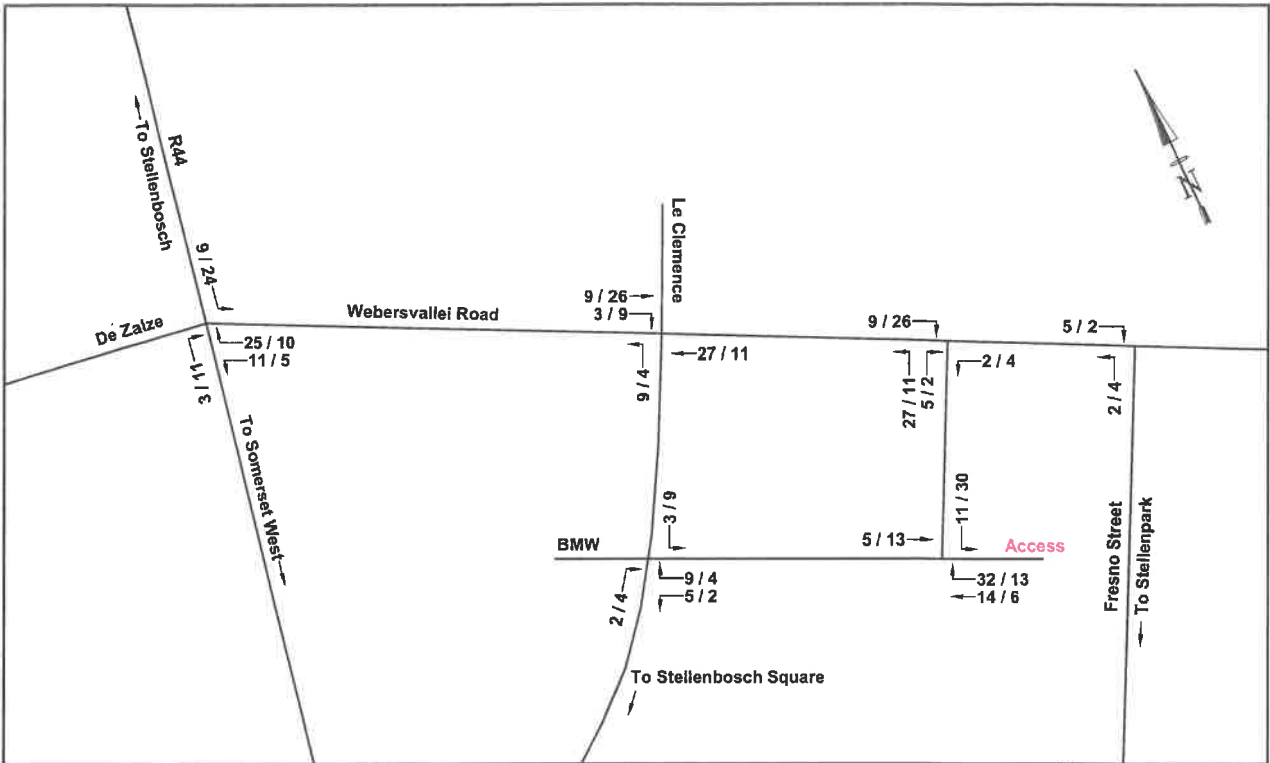 R44
To Stellenbosch
9 / 24
De Zalze
Webersvallei Road
25 / 10
11 / 5
3 / 11
To Somerset West
Le Clemence
9 / 26
3 / 9
27 / 11
9 / 4
9 / 26
5 / 2
2 / 4
27 / 11
5 / 2
2 / 4
N
3 / 9
BMW
5 / 13
11 / 30
Access
9 / 4
5 / 2
2 / 4
32 / 13
14 / 6
Fresno Street
To Stellenpark
To Stellenbosch Square